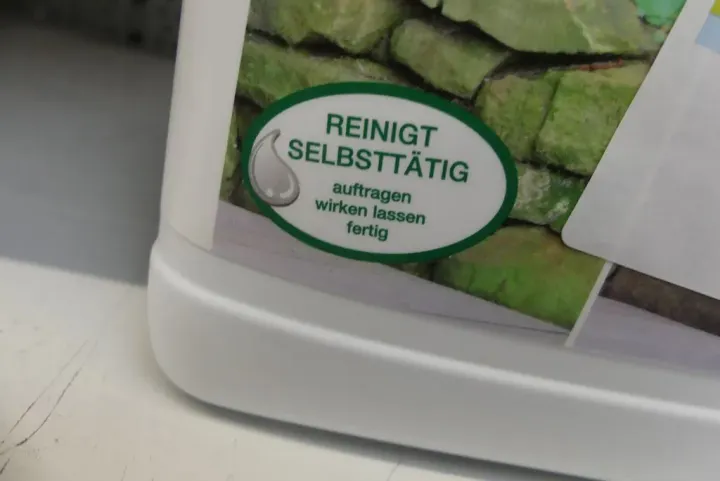 REINIGT
SELBSTTÄTIG
auftragen
wirken lassen
fertig